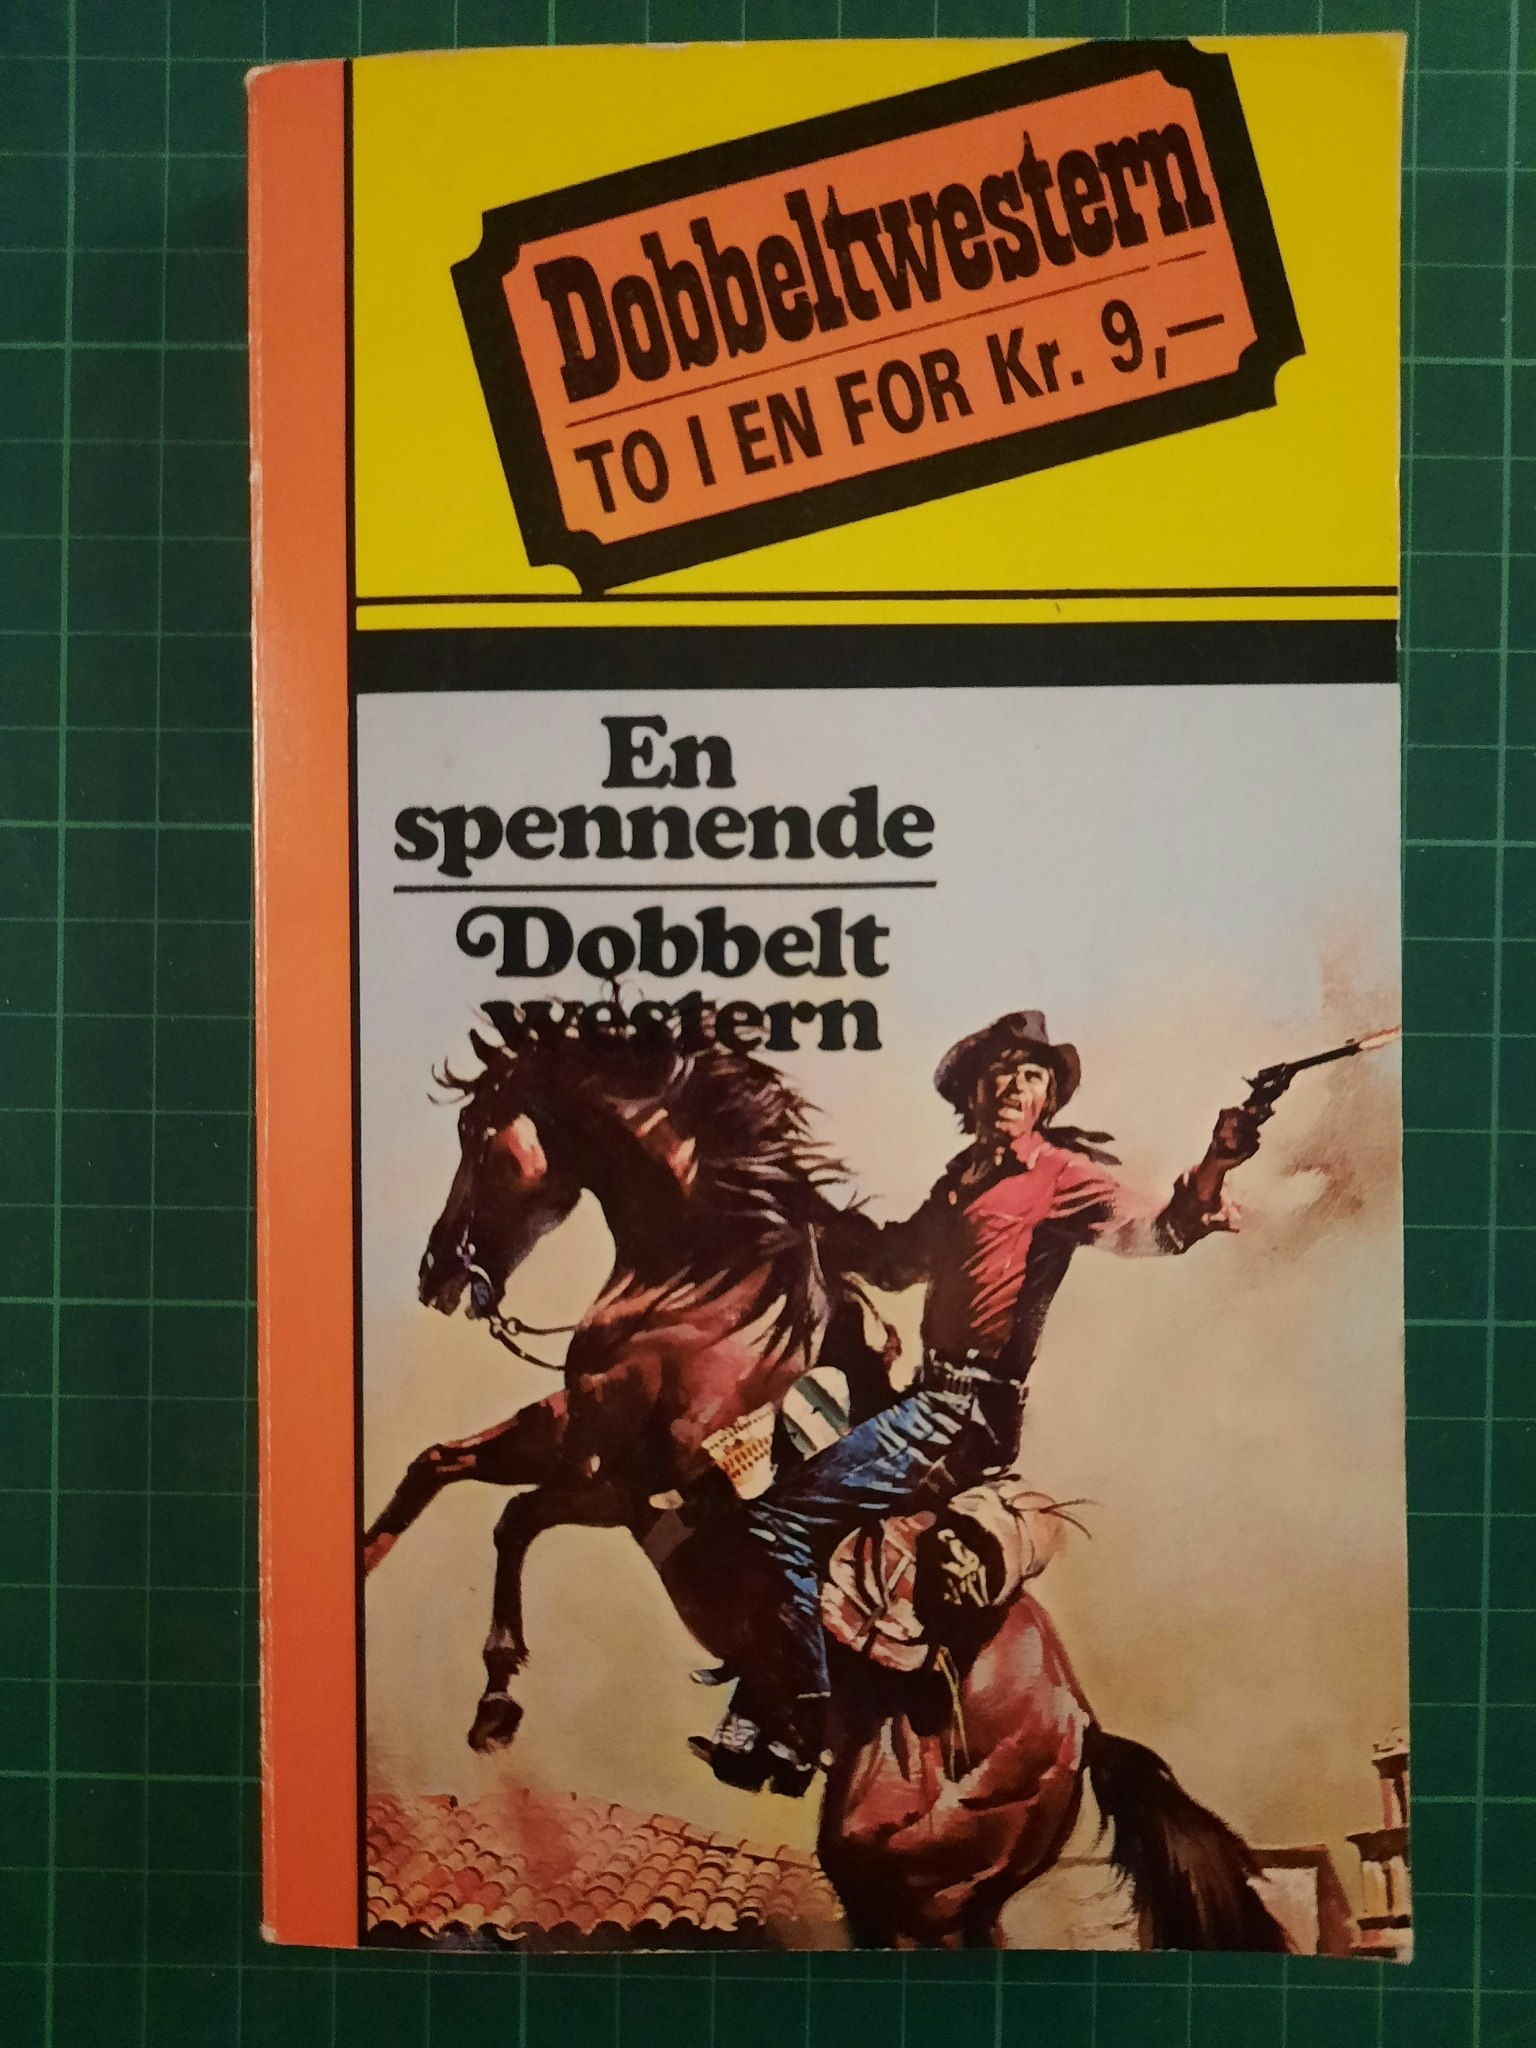 Dobbeltwestern
TO I EN FOR Kr. 9,—
En
spennende
Dobbelt
western